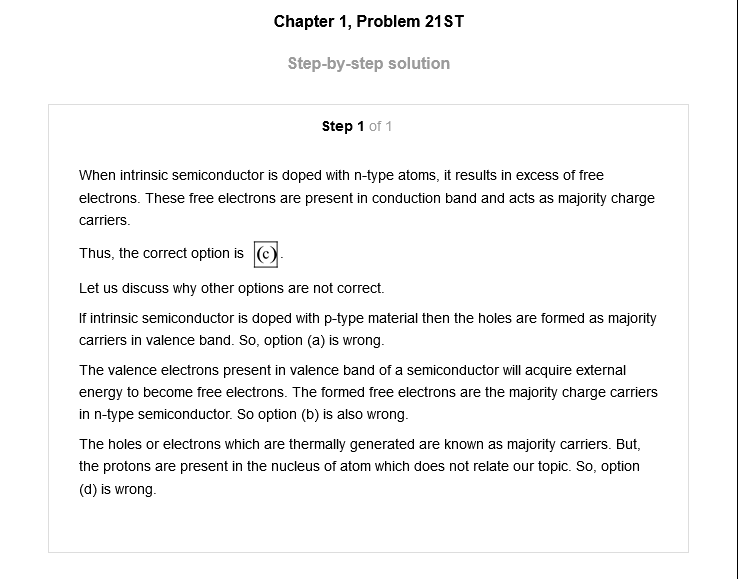 Chapter 1, Problem 21ST
Step-by-step solution
Step 1 of 1
When intrinsic semiconductor is doped with n-type atoms, it results in excess of free
electrons. These free electrons are present in conduction band and acts as majority charge
carriers.
Thus, the correct option is (c).
Let us discuss why other options are not correct.
If intrinsic semiconductor is doped with p-type material then the holes are formed as majority
carriers in valence band. So, option (a) is wrong.
The valence electrons present in valence band of a semiconductor will acquire external
energy to become free electrons. The formed free electrons are the majority charge carriers
in n-type semiconductor. So option (b) is also wrong.
The holes or electrons which are thermally generated are known as majority carriers. But,
the protons are present in the nucleus of atom which does not relate our topic. So, option
(d) is wrong.